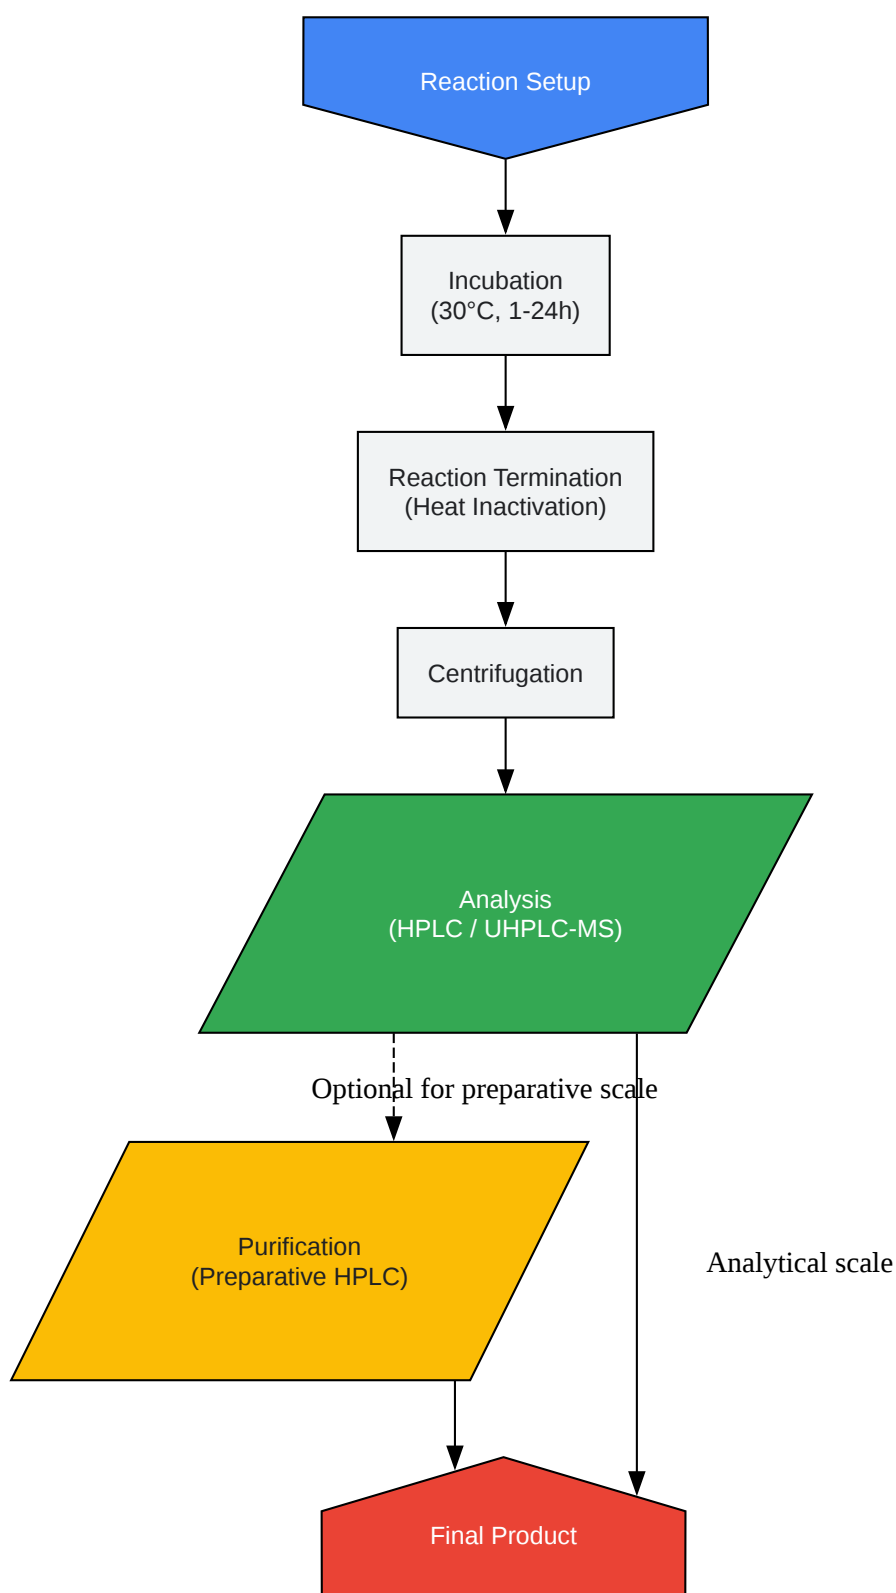 Reaction Setup
Incubation
(30°C, 1-24h)
Reaction Termination
(Heat Inactivation)
Centrifugation
Analysis
(HPLC / UHPLC-MS)
Optional for preparative scale
Purification
(Preparative HPLC)
Analytical scale
Final Product